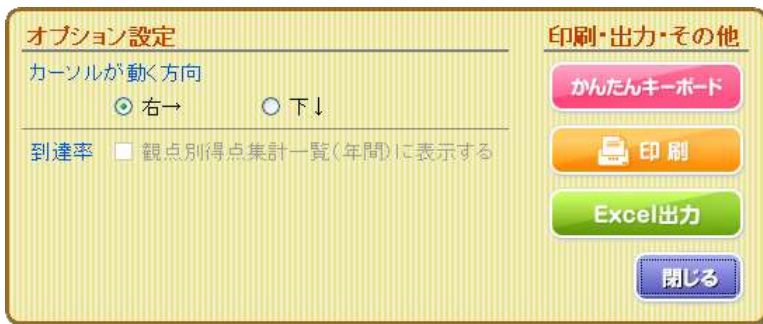 オプション設定
カーソルが動く方向
右→ 下↓
到達率 観点別得点集計一覧(年間)に表示する
印刷・出力・その他
かんたんキーボード
印刷
Excel出力
閉じる